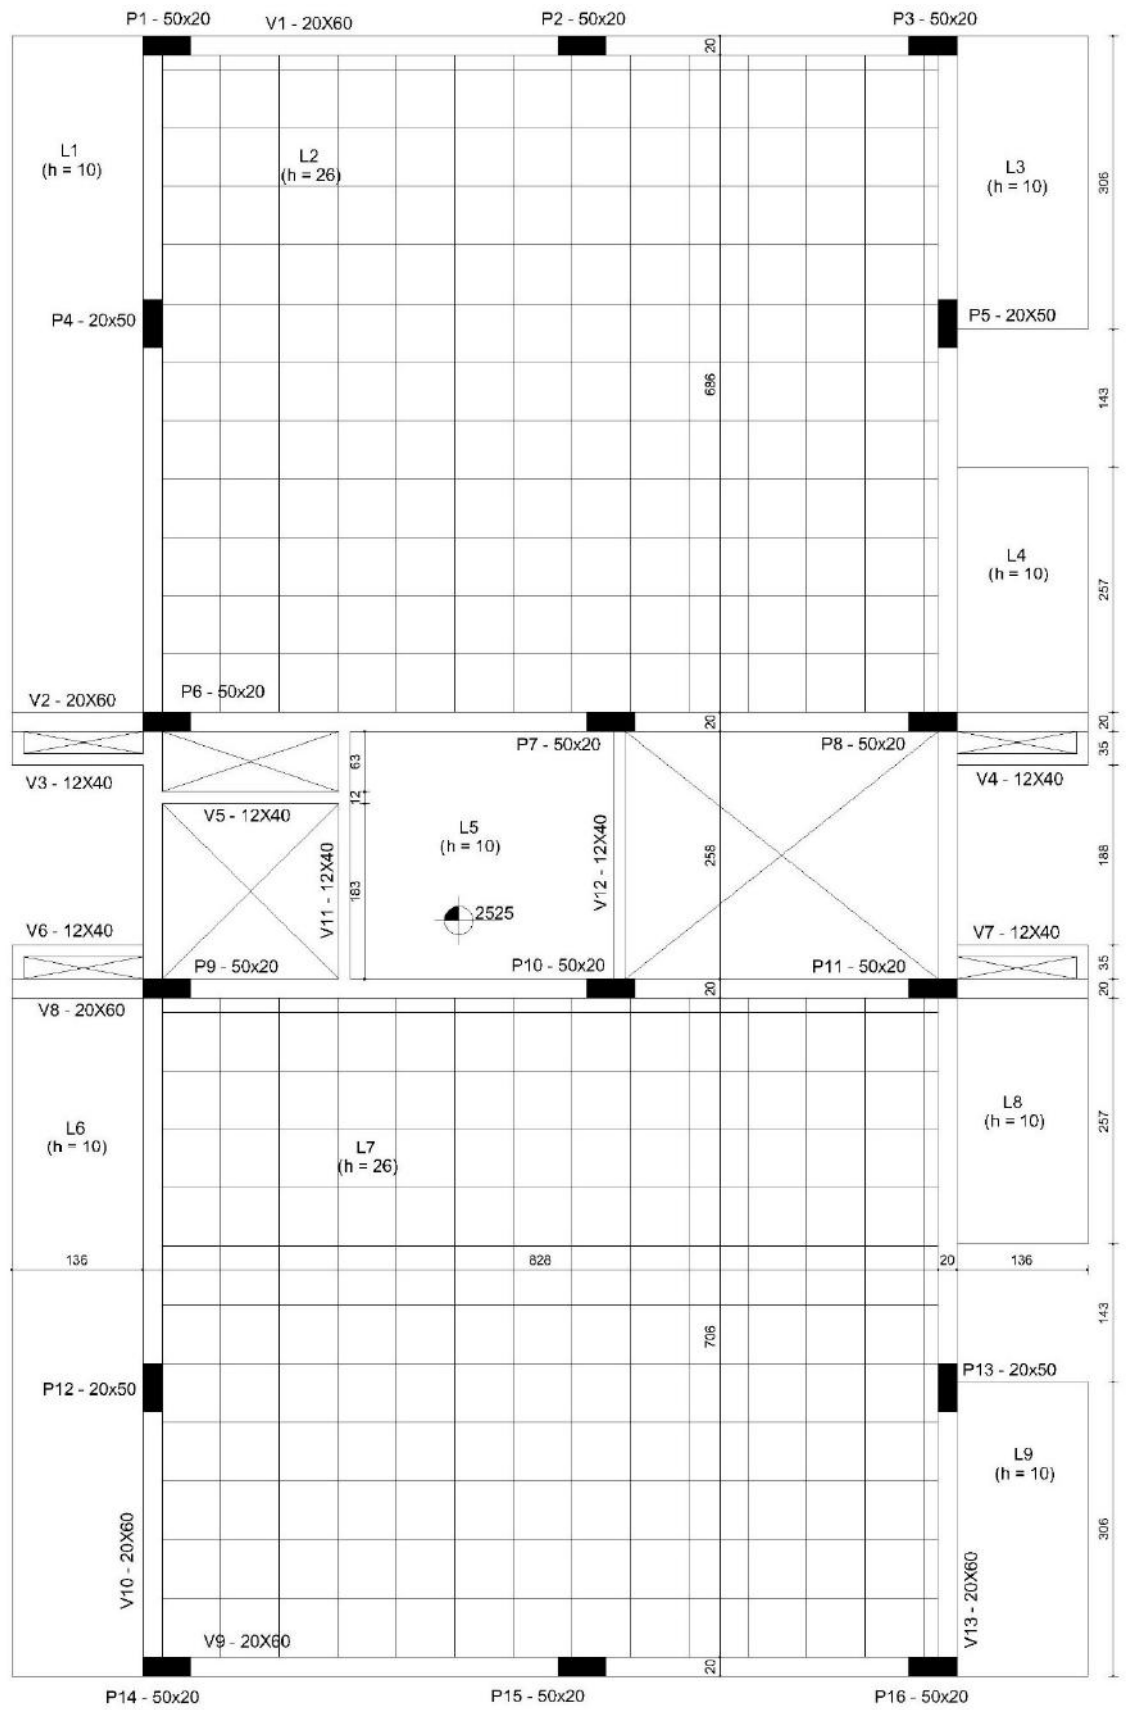 P1 - 50x20
V1 - 20X60
P2 - 50x20
P3 - 50x20
20
L1
(h = 10)
L2
(h = 26)
L3
(h = 10)
306
P4 - 20x50
P5 - 20X50
686
143
L4
(h = 10)
257
P6 - 50x20
V2 - 20X60
20
20
P7 - 50x20
P8 - 50x20
35
63
V3 - 12X40
V4 - 12X40
12
V5 - 12X40
L5
(h = 10)
V11 - 12X40
V12 - 12X40
258
188
183
2525
V6 - 12X40
V7 - 12X40
P9 - 50x20
P10 - 50x20
P11 - 50x20
35
20
20
V8 - 20X60
L6
(h = 10)
L7
(h = 26)
L8
(h = 10)
257
136
828
20
136
143
706
P12 - 20x50
P13 - 20x50
L9
(h = 10)
306
V10 - 20X60
V13 - 20X60
V9 - 20X60
20
P14 - 50x20
P15 - 50x20
P16 - 50x20